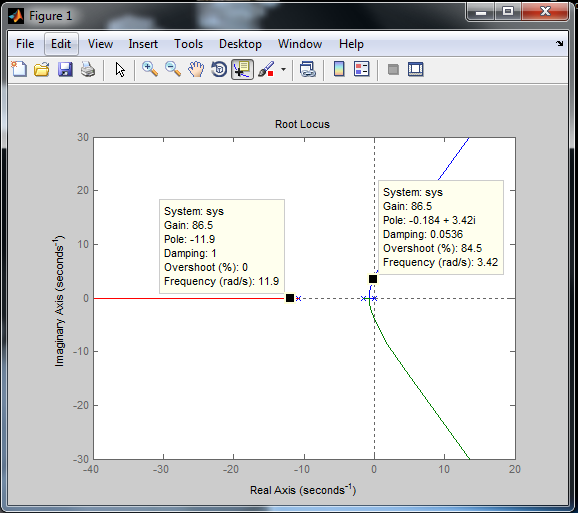 Figure 1
File Edit View Insert Tools Desktop Window Help
Root Locus
30
20
10
0
-10
-20
-30
Imaginary Axis (seconds⁻¹)
System: sys
Gain: 86.5
Pole: -11.9
Damping: 1
Overshoot (%): 0
Frequency (rad/s): 11.9
System: sys
Gain: 86.5
Pole: -0.184 + 3.42i
Damping: 0.0536
Overshoot (%): 84.5
Frequency (rad/s): 3.42
-40 -30 -20 -10 0 10 20
Real Axis (seconds⁻¹)